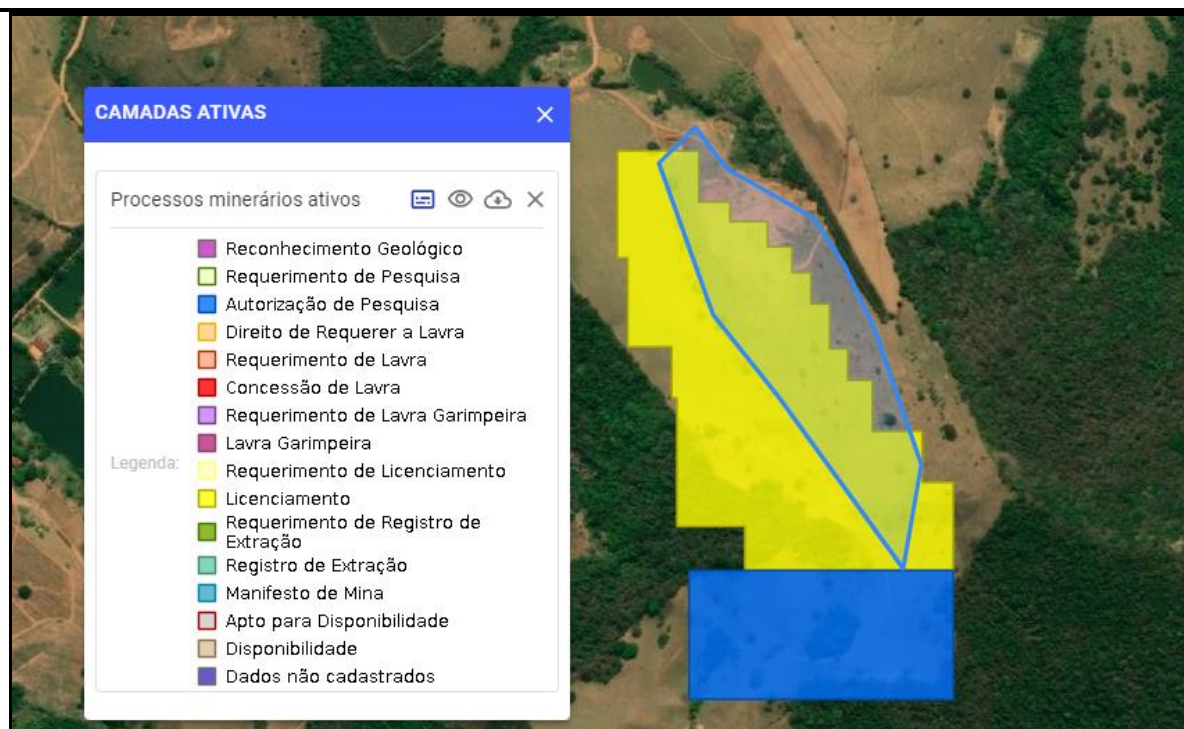 CAMADAS ATIVAS
Processos minerários ativos
Legenda:
Reconhecimento Geológico
Requerimento de Pesquisa
Autorização de Pesquisa
Direito de Requerer a Lavra
Requerimento de Lavra
Concessão de Lavra
Requerimento de Lavra Garimpeira
Lavra Garimpeira
Requerimento de Licenciamento
Licenciamento
Requerimento de Registro de
Extração
Registro de Extração
Manifesto de Mina
Apto para Disponibilidade
Disponibilidade
Dados não cadastrados